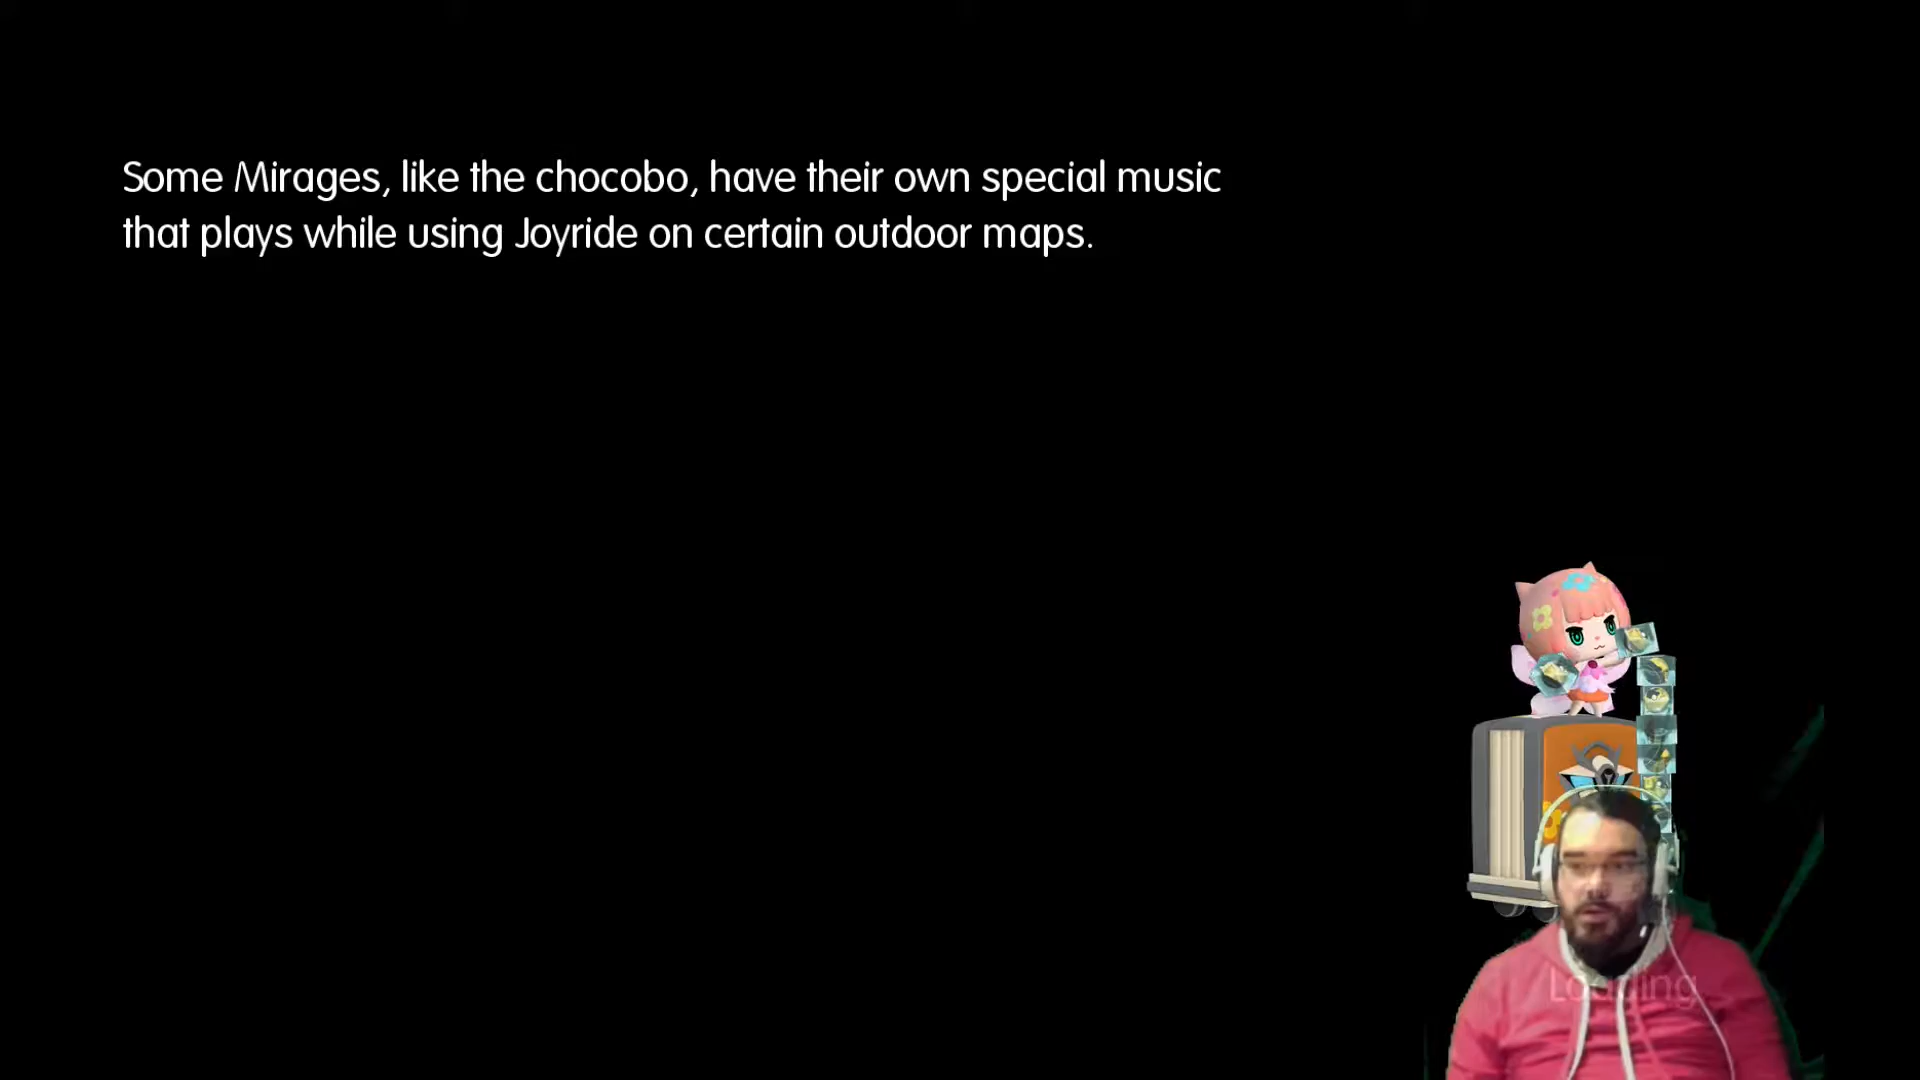 Some Mirages, like the chocobo, have their own special music
that plays while using Joyride on certain outdoor maps.
Loading